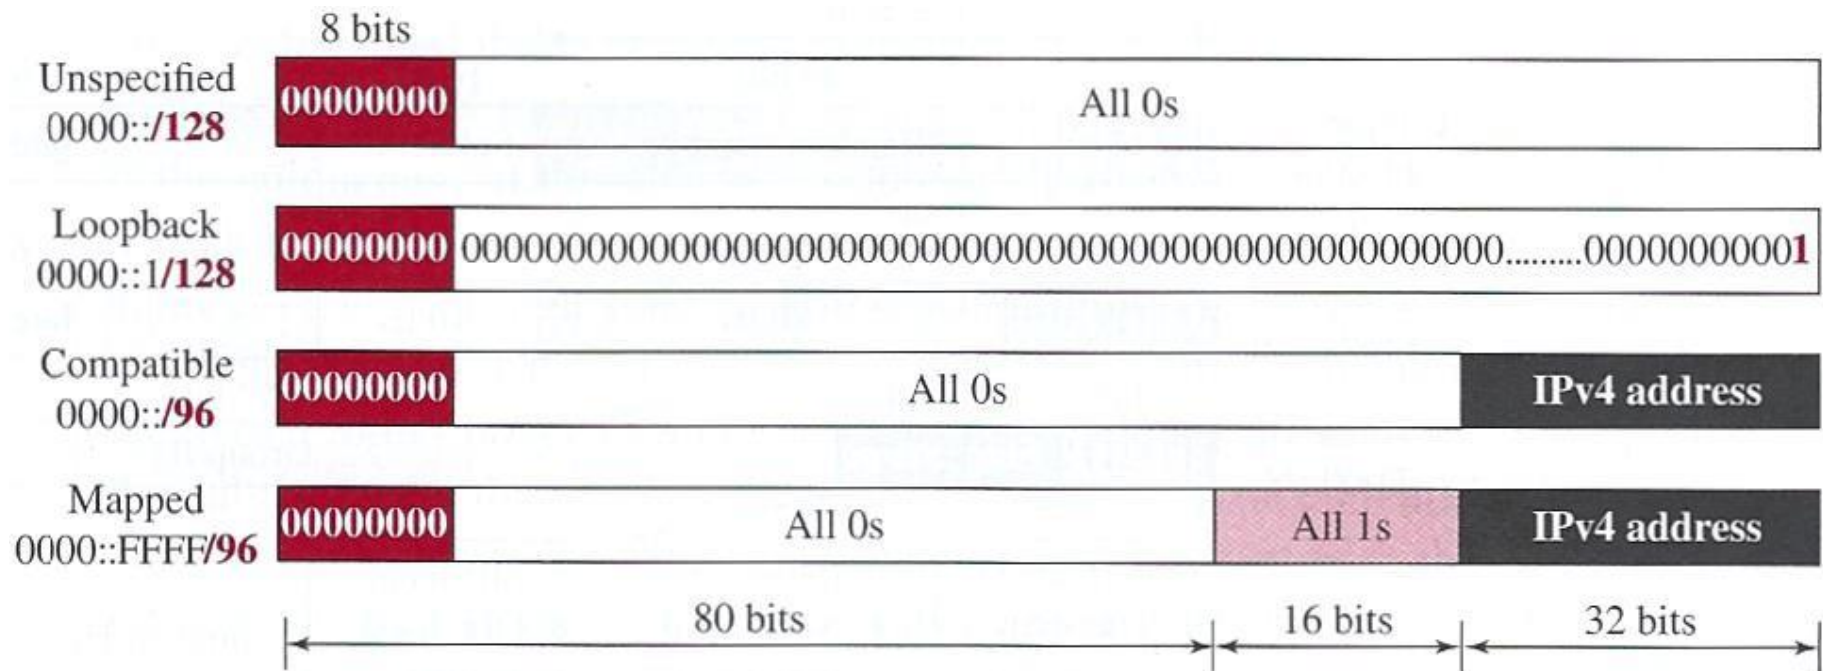 8 bits
Unspecified
0000::/128
00000000
All 0s
Loopback
0000::1/128
00000000
00000000000000000000000000000000000000000000000000000000.........00000000001
Compatible
0000::/96
00000000
All 0s
IPv4 address
Mapped
0000::FFFF/96
00000000
All 0s
All 1s
IPv4 address
80 bits
16 bits
32 bits